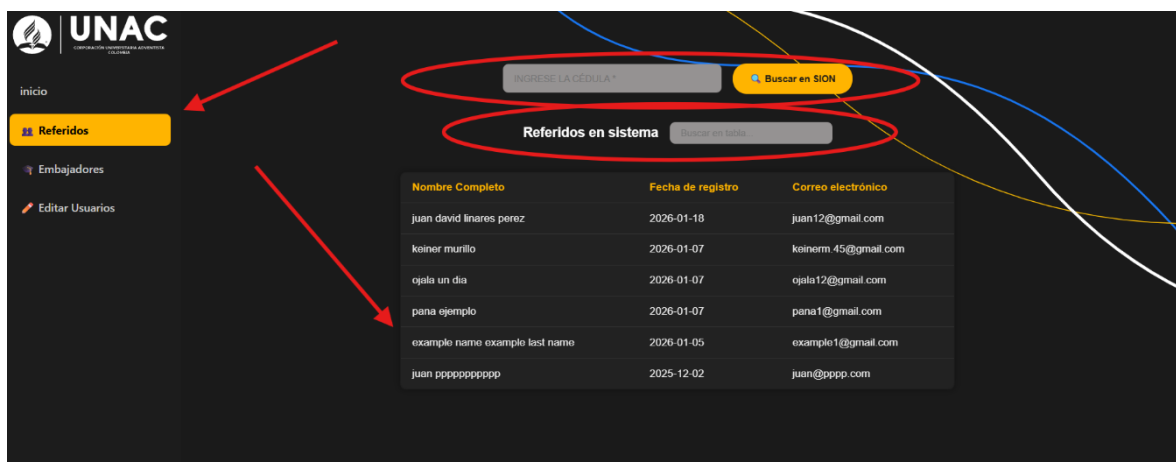 UNAC
CORPORACIÓN UNIVERSITARIA ADVENTISTA
COLOMBIA
inicio
Referidos
Embajadores
Editar Usuarios
INGRESE LA CÉDULA *
Buscar en SION
Referidos en sistema
Buscar en tabla...
Nombre Completo Fecha de registro Correo electrónico
juan david linares perez 2026-01-18 juan12@gmail.com
keiner murillo 2026-01-07 keinerm.45@gmail.com
ojala un dia 2026-01-07 ojala12@gmail.com
pana ejemplo 2026-01-07 pana1@gmail.com
example name example last name 2026-01-05 example1@gmail.com
juan ppppppppppp 2025-12-02 juan@pppp.com